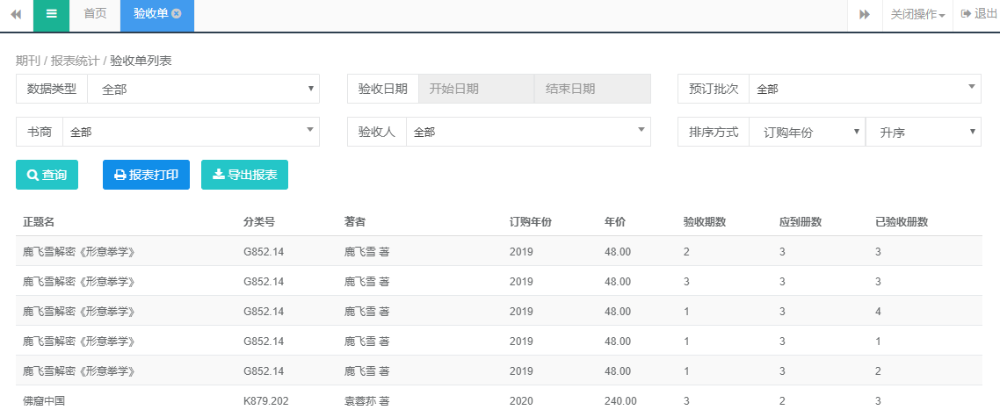 首页 验收单 关闭操作 退出
期刊 / 报表统计 / 验收单列表
数据类型 全部 验收日期 开始日期 结束日期 预订批次 全部
书商 全部 验收人 全部 排序方式 订购年份 升序
查询 报表打印 导出报表
正题名 分类号 著者 订购年份 年价 验收期数 应到册数 已验收册数
鹿飞雪解密《形意拳学》 G852.14 鹿飞雪 著 2019 48.00 2 3 3
鹿飞雪解密《形意拳学》 G852.14 鹿飞雪 著 2019 48.00 3 3 3
鹿飞雪解密《形意拳学》 G852.14 鹿飞雪 著 2019 48.00 1 3 4
鹿飞雪解密《形意拳学》 G852.14 鹿飞雪 著 2019 48.00 1 3 1
鹿飞雪解密《形意拳学》 G852.14 鹿飞雪 著 2019 48.00 1 3 2
佛窟中国 K879.202 袁蓉荪 著 2020 240.00 3 2 3